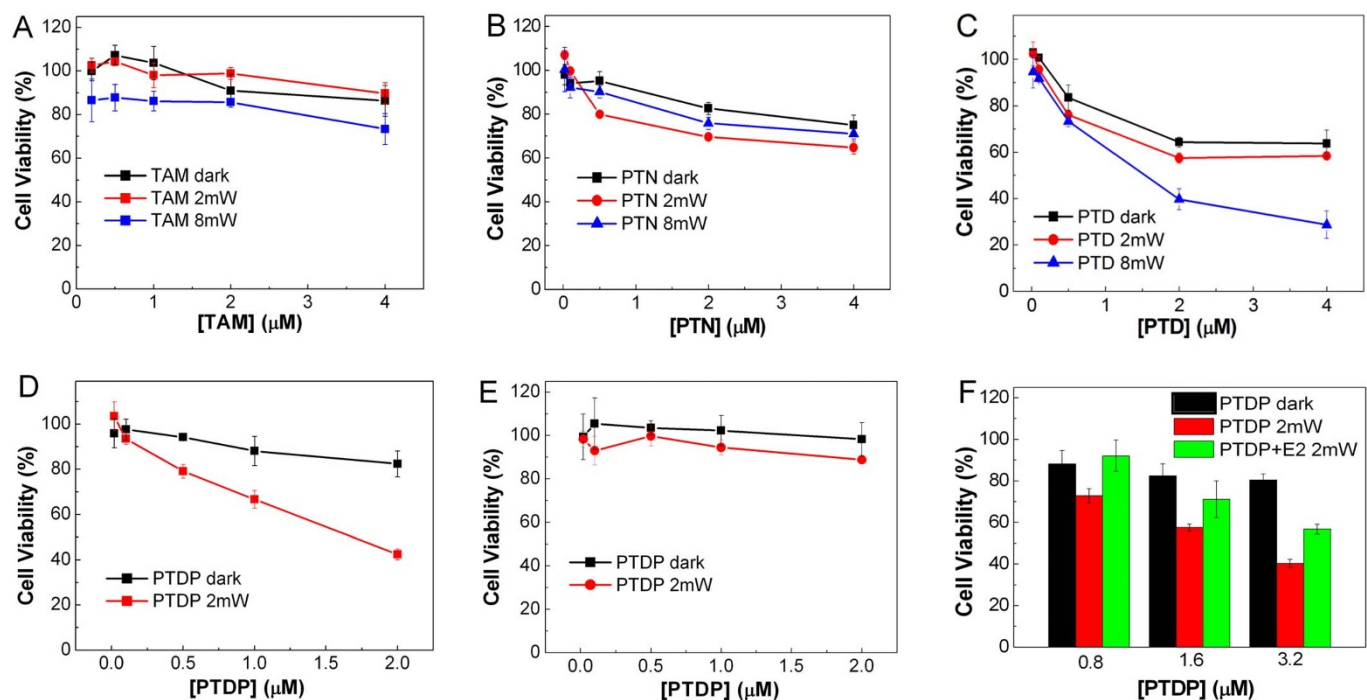 A
Cell Viability (%)
120
100
80
60
40
20
0
TAM dark
TAM 2mW
TAM 8mW
0 1 2 3 4
[TAM] (μM)
B
Cell Viability (%)
120
100
80
60
40
20
0
PTN dark
PTN 2mW
PTN 8mW
0 1 2 3 4
[PTN] (μM)
C
Cell Viability (%)
120
100
80
60
40
20
0
PTD dark
PTD 2mW
PTD 8mW
0 1 2 3 4
[PTD] (μM)
D
Cell Viability (%)
100
80
60
40
20
0
PTDP dark
PTDP 2mW
0.0 0.5 1.0 1.5 2.0
[PTDP] (μM)
E
Cell Viability (%)
120
100
80
60
40
20
0
PTDP dark
PTDP 2mW
0.0 0.5 1.0 1.5 2.0
[PTDP] (μM)
F
Cell Viability (%)
120
100
80
60
40
20
0
PTDP dark
PTDP 2mW
PTDP+E2 2mW
0.8 1.6 3.2
[PTDP] (μM)